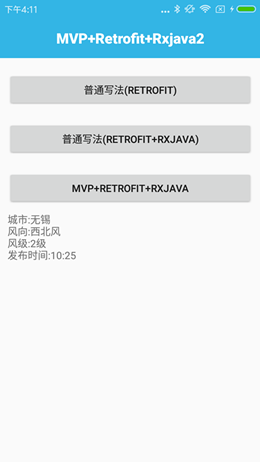 下午4:11
MVP+Retrofit+Rxjava2
普通写法(RETROFIT)
普通写法(RETROFIT+RXJAVA)
MVP+RETROFIT+RXJAVA
城市:无锡
风向:西北风
风级:2级
发布时间:10:25